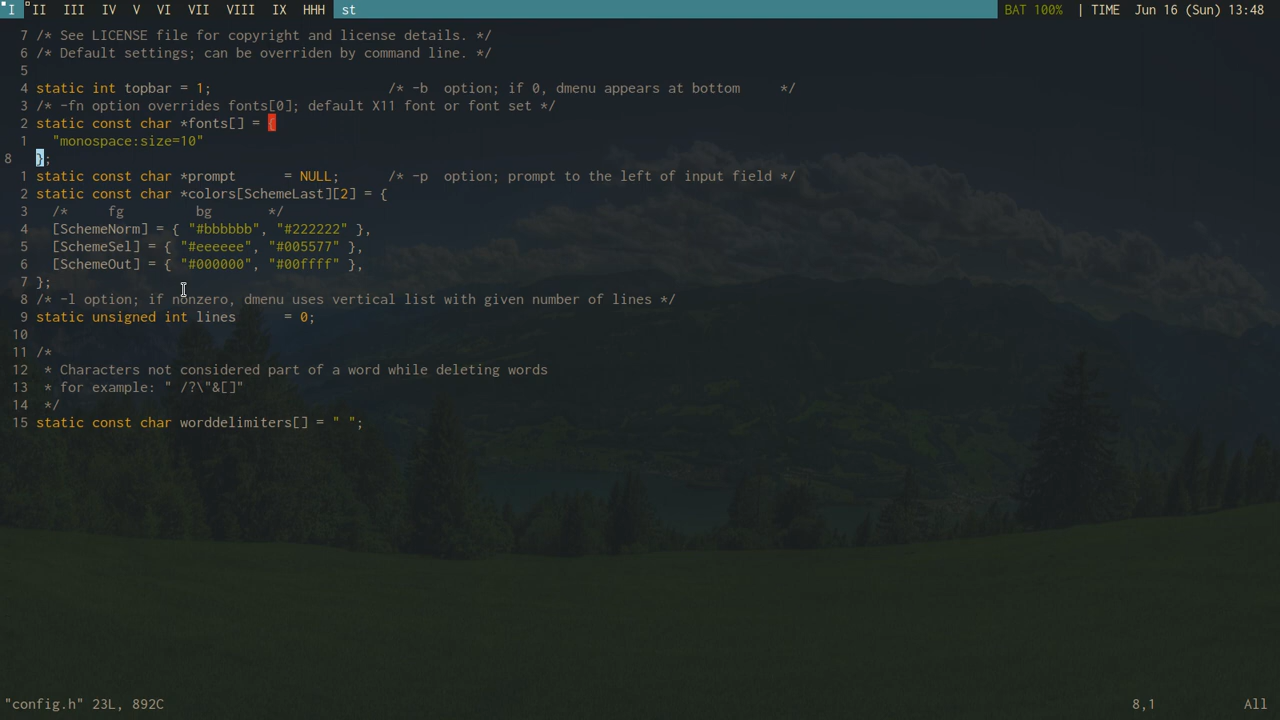 I II III IV V VI VII VIII IX HHH st BAT 100% | TIME Jun 16 (Sun) 13:48
7 /* See LICENSE file for copyright and license details. */
6 /* Default settings; can be overriden by command line. */
5
4 static int topbar = 1;                      /* -b  option; if 0, dmenu appears at bottom     */
3 /* -fn option overrides fonts[0]; default X11 font or font set */
2 static const char *fonts[] = {
1   "monospace:size=10"
8 };
1 static const char *prompt      = NULL;      /* -p  option; prompt to the left of input field */
2 static const char *colors[SchemeLast][2] = {
3   /*     fg         bg       */
4   [SchemeNorm] = { "#bbbbbb", "#222222" },
5   [SchemeSel] = { "#eeeeee", "#005577" },
6   [SchemeOut] = { "#000000", "#00ffff" },
7 };
8 /* -l option; if nonzero, dmenu uses vertical list with given number of lines */
9 static unsigned int lines      = 0;
10
11 /*
12  * Characters not considered part of a word while deleting words
13  * for example: " /?\"&[]"
14  */
15 static const char worddelimiters[] = " ";
"config.h" 23L, 892C 8,1 All